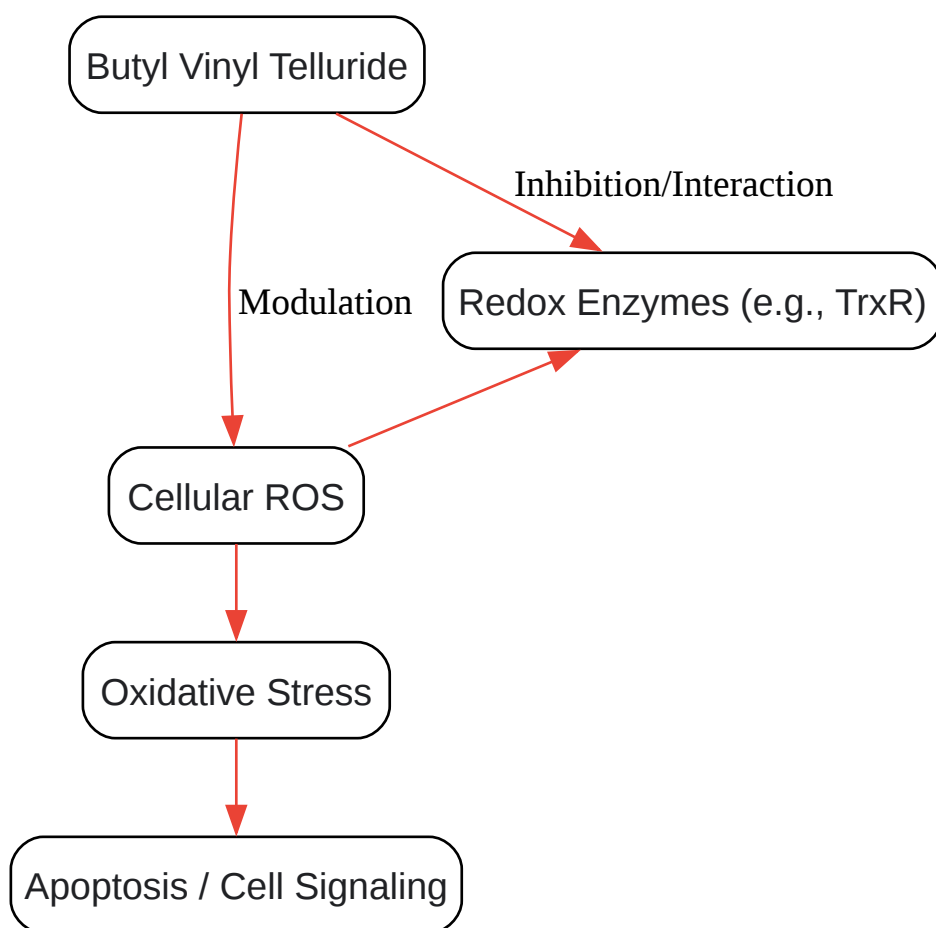 Butyl Vinyl Telluride
Inhibition/Interaction
Modulation
Redox Enzymes (e.g., TrxR)
Cellular ROS
Oxidative Stress
Apoptosis / Cell Signaling